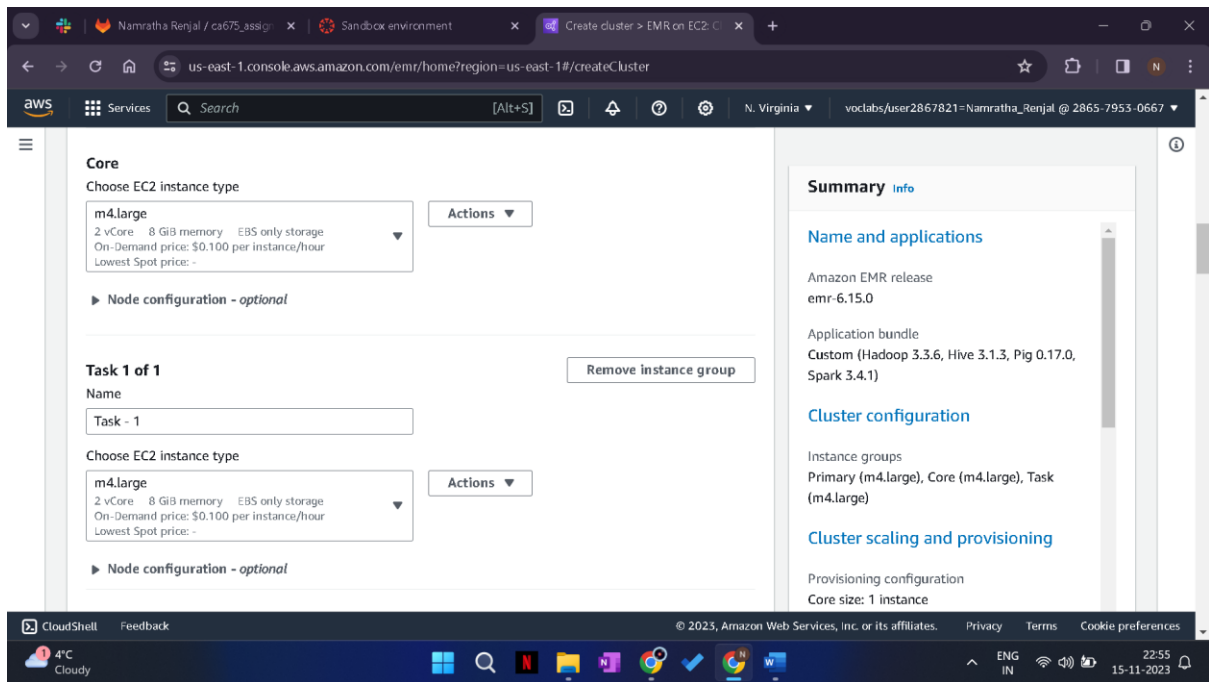 Namratha Renjal / ca675_assign
Sandbox environment
Create cluster > EMR on EC2: Cl
us-east-1.console.aws.amazon.com/emr/home?region=us-east-1#/createCluster
N
aws
Services
Search
[Alt+S]
N. Virginia ▼
voclabs/user2867821=Namratha_Renjal @ 2865-7953-0667 ▼
Core
Choose EC2 instance type
m4.large
2 vCore 8 GiB memory EBS only storage
On-Demand price: $0.100 per instance/hour
Lowest Spot price: -
Actions ▼
Node configuration - optional
Task 1 of 1
Remove instance group
Name
Task - 1
Choose EC2 instance type
m4.large
2 vCore 8 GiB memory EBS only storage
On-Demand price: $0.100 per instance/hour
Lowest Spot price: -
Actions ▼
Node configuration - optional
Summary Info
Name and applications
Amazon EMR release
emr-6.15.0
Application bundle
Custom (Hadoop 3.3.6, Hive 3.1.3, Pig 0.17.0,
Spark 3.4.1)
Cluster configuration
Instance groups
Primary (m4.large), Core (m4.large), Task
(m4.large)
Cluster scaling and provisioning
Provisioning configuration
Core size: 1 instance
CloudShell
Feedback
© 2023, Amazon Web Services, Inc. or its affiliates.
Privacy
Terms
Cookie preferences
1
4°C
Cloudy
ENG
IN
22:55
15-11-2023